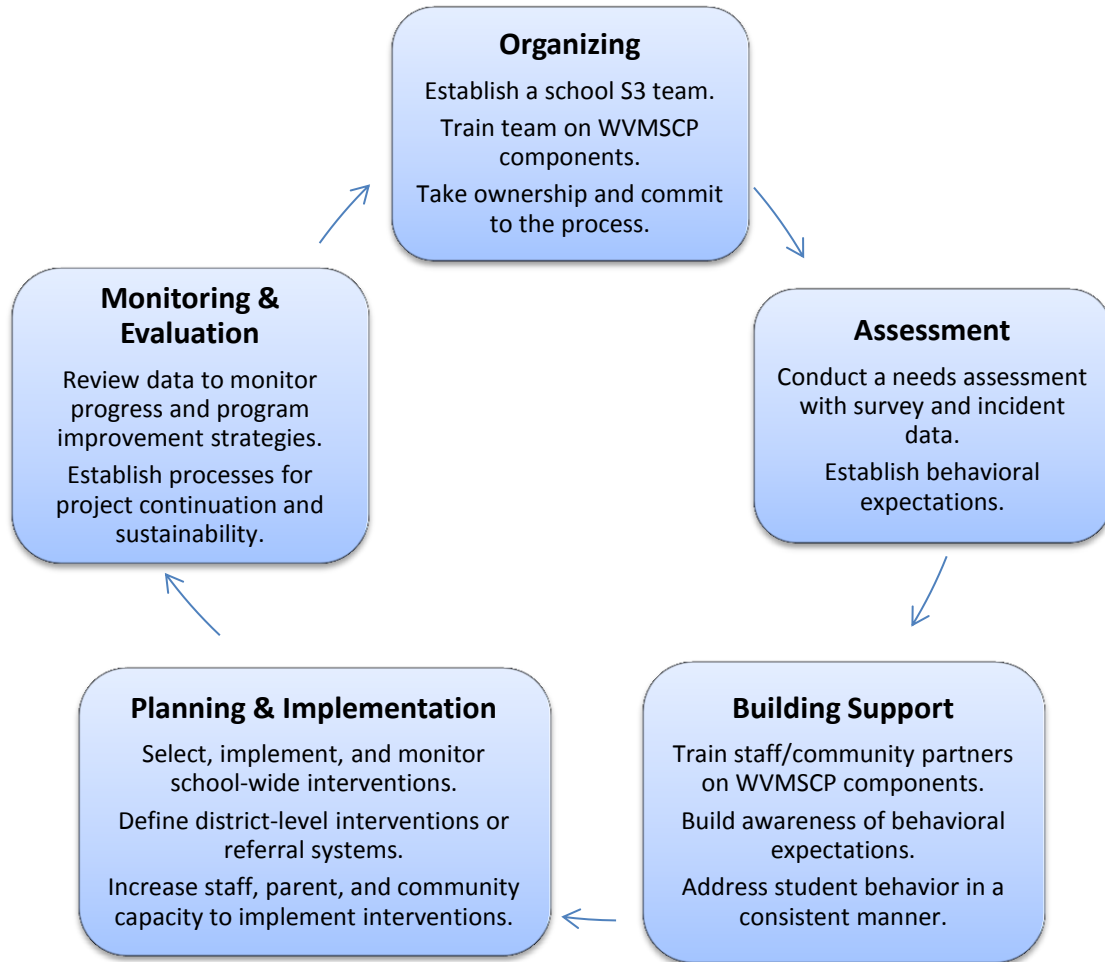 Organizing
Establish a school S3 team.
Train team on WVMSCP
components.
Take ownership and commit
to the process.
Assessment
Conduct a needs assessment
with survey and incident
data.
Establish behavioral
expectations.
Building Support
Train staff/community partners
on WVMSCP components.
Build awareness of behavioral
expectations.
Address student behavior in a
consistent manner.
Planning & Implementation
Select, implement, and monitor
school-wide interventions.
Define district-level interventions or
referral systems.
Increase staff, parent, and community
capacity to implement interventions.
Monitoring &
Evaluation
Review data to monitor
progress and program
improvement strategies.
Establish processes for
project continuation and
sustainability.